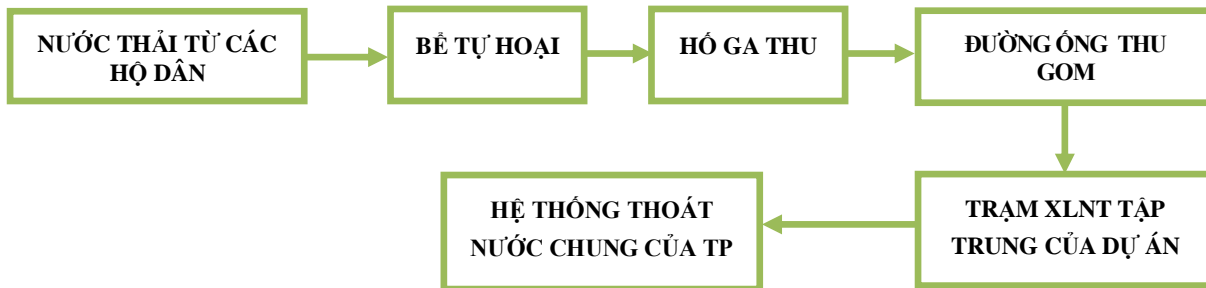 NƯỚC THẢI TỪ CÁC
HỘ DÂN
BỂ TỰ HOẠI
HỐ GA THU
ĐƯỜNG ỐNG THU
GOM
TRẠM XLNT TẬP
TRUNG CỦA DỰ ÁN
HỆ THỐNG THOÁT
NƯỚC CHUNG CỦA TP